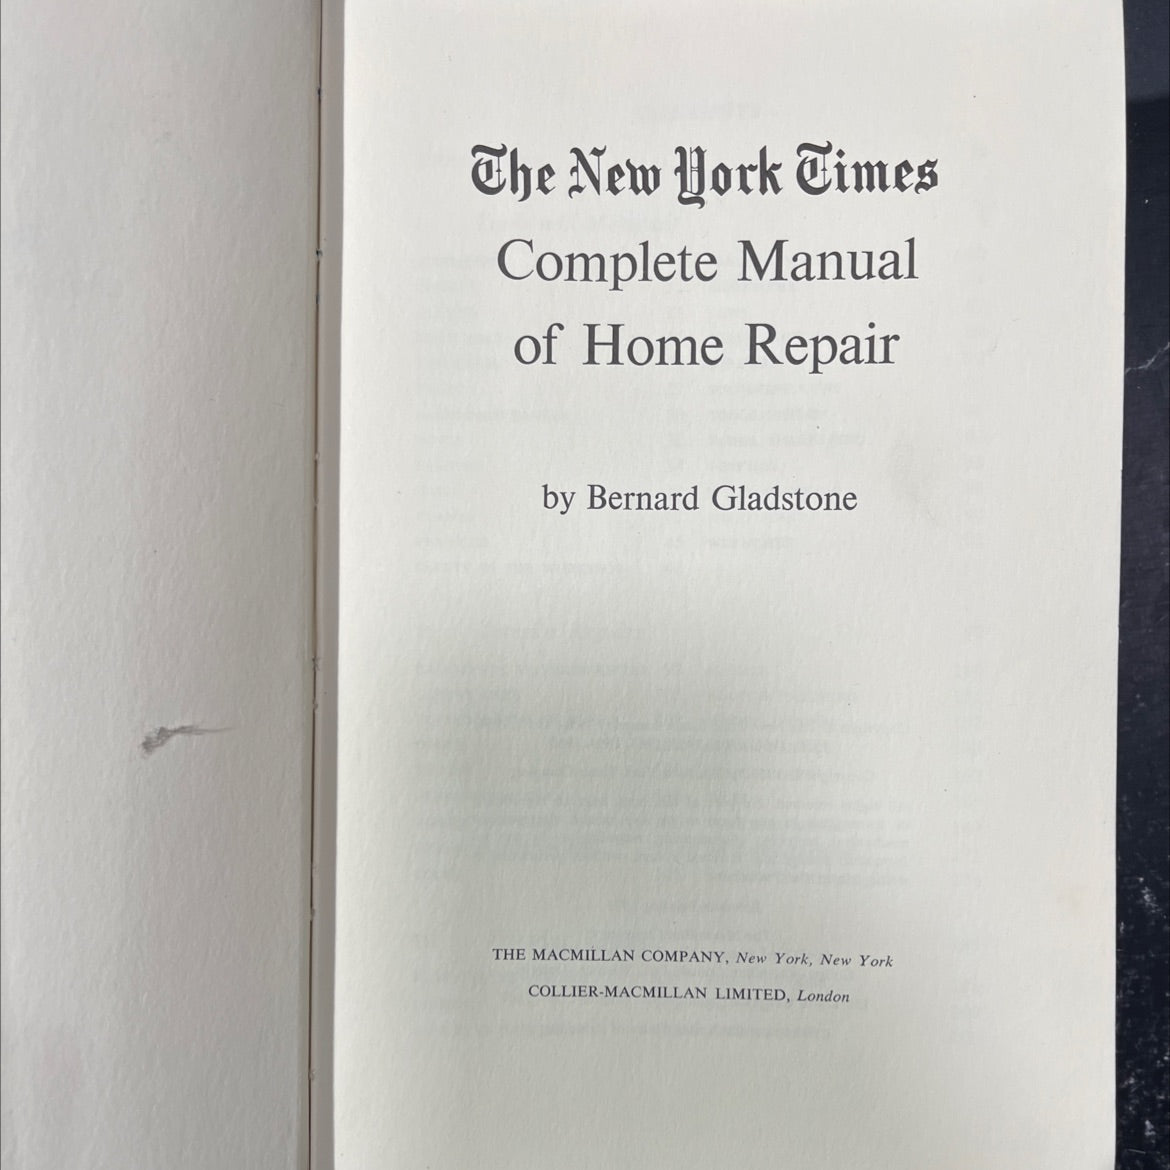 The New York Times
Complete Manual
of Home Repair
by Bernard Gladstone
THE MACMILLAN COMPANY, New York, New York
COLLIER-MACMILLAN LIMITED, London